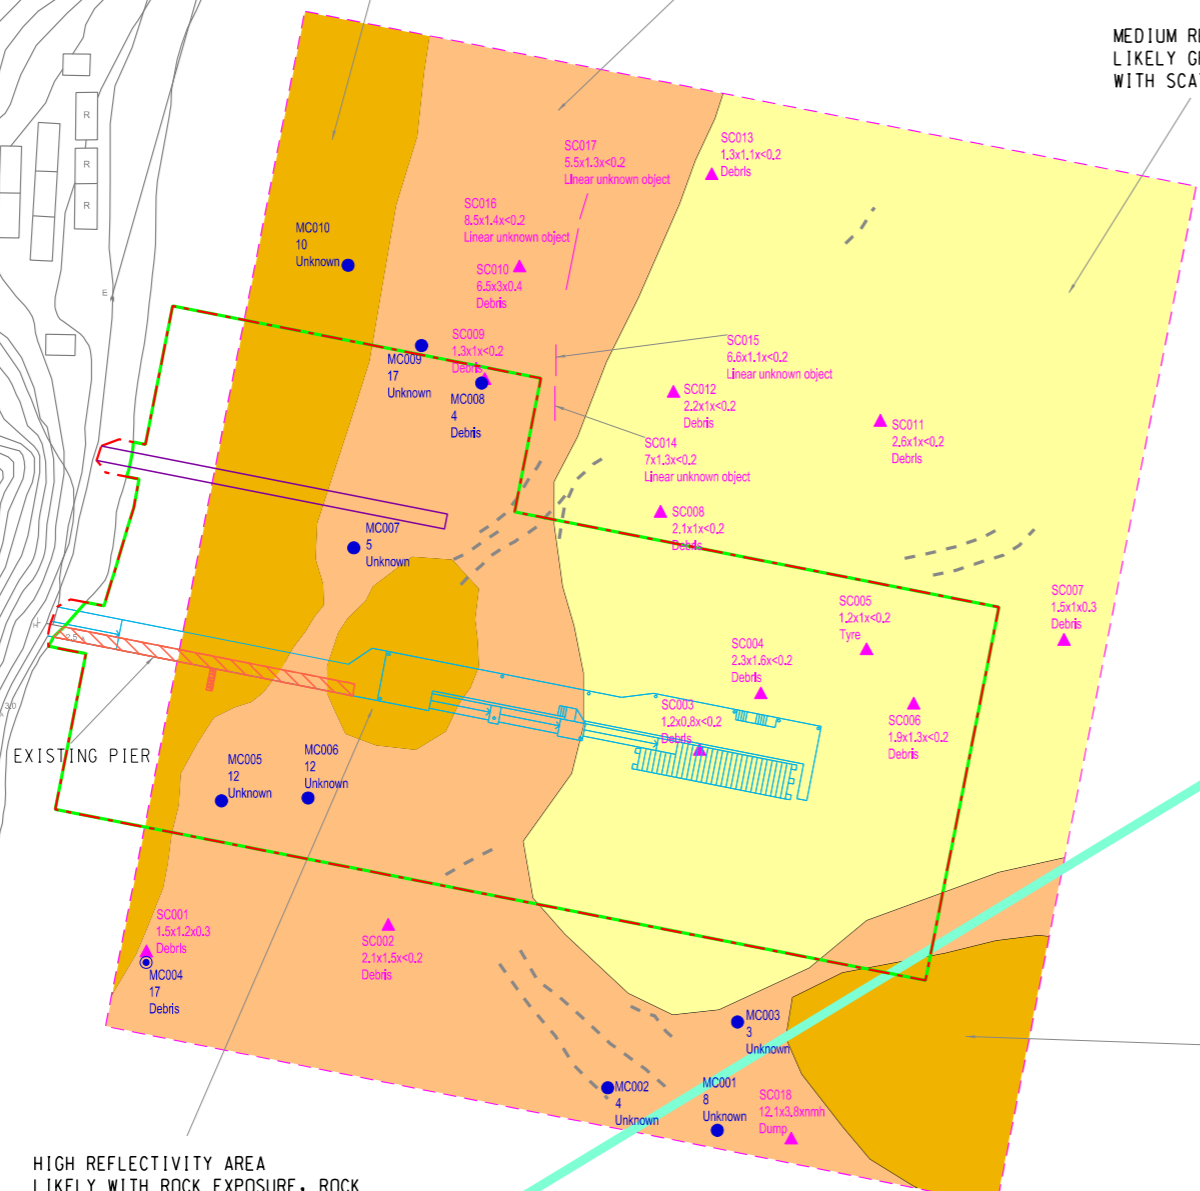 MEDIUM RE
LIKELY GR
WITH SCAT
R
R
R
SC013
1.3x1.1x<0.2
Debris
SC017
5.5x1.3x<0.2
Linear unknown object
SC016
8.5x1.4x<0.2
Linear unknown object
MC010
10
Unknown
SC010
6.5x3x0.4
Debris
SC009
1.3x1x<0.2
Debris
MC009
17
Unknown
MC008
4
Debris
SC015
6.6x1.1x<0.2
Linear unknown object
SC012
2.2x1x<0.2
Debris
SC011
2.6x1x<0.2
Debris
SC014
7x1.3x<0.2
Linear unknown object
SC008
2.1x1x<0.2
Debris
MC007
5
Unknown
SC007
1.5x1x0.3
Debris
SC005
1.2x1x<0.2
Tyre
SC004
2.3x1.6x<0.2
Debris
SC003
1.2x0.8x<0.2
Debris
SC006
1.9x1.3x<0.2
Debris
2.5
3.0
EXISTING PIER
MC005
12
Unknown
MC006
12
Unknown
SC001
1.5x1.2x0.3
Debris
MC004
17
Debris
SC002
2.1x1.5x<0.2
Debris
MC003
3
Unknown
MC002
4
Unknown
MC001
8
Unknown
SC018
12.1x3.8xnmh
Dump
HIGH REFLECTIVITY AREA
LIKELY WITH ROCK EXPOSURE, ROCK